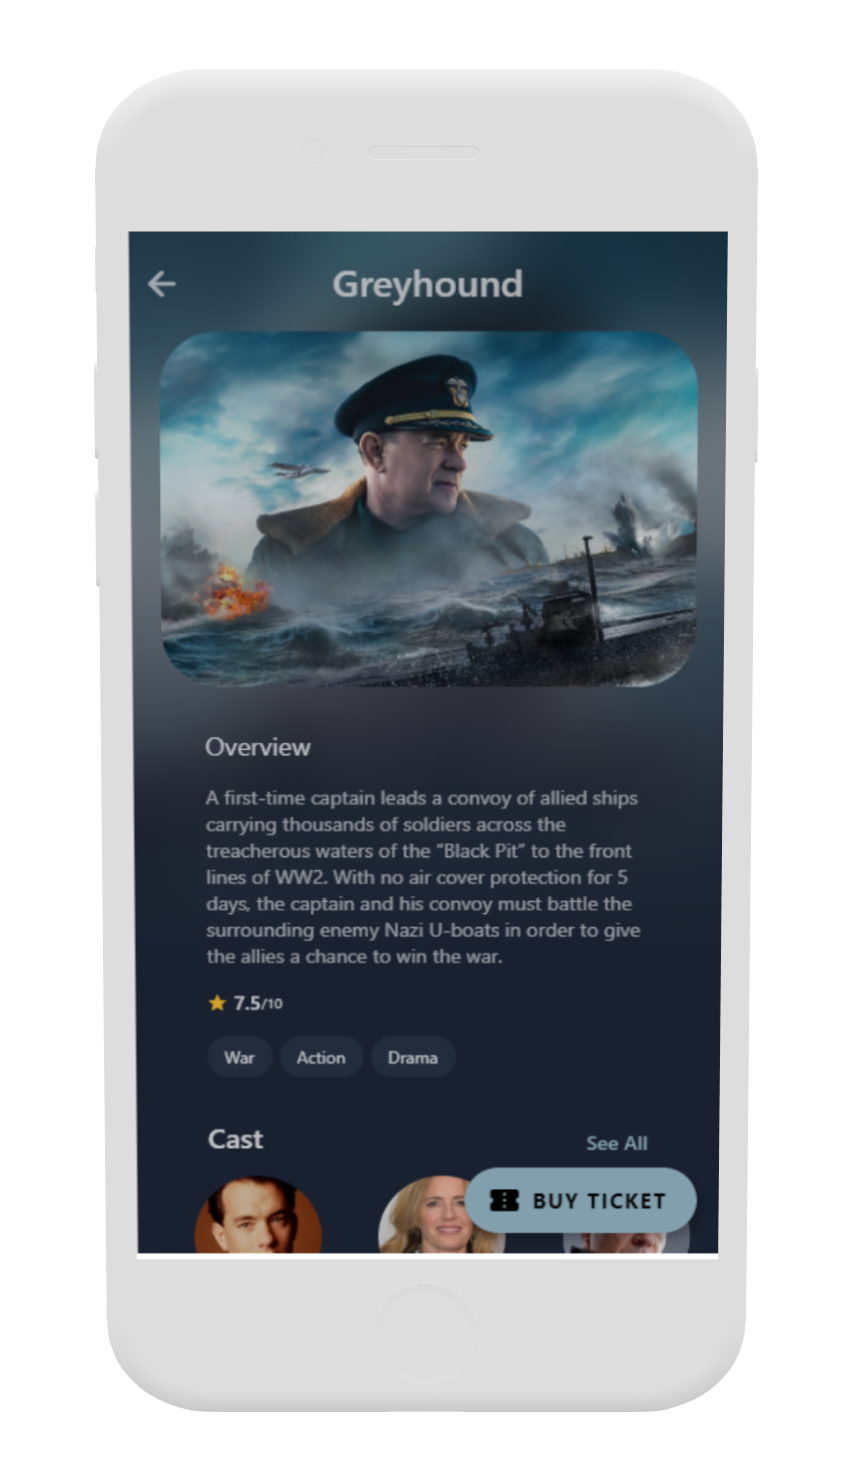 Greyhound
Overview
A first-time captain leads a convoy of allied ships
carrying thousands of soldiers across the
treacherous waters of the “Black Pit” to the front
lines of WW2. With no air cover protection for 5
days, the captain and his convoy must battle the
surrounding enemy Nazi U-boats in order to give
the allies a chance to win the war.
7.5/10
War Action Drama
Cast See All
BUY TICKET